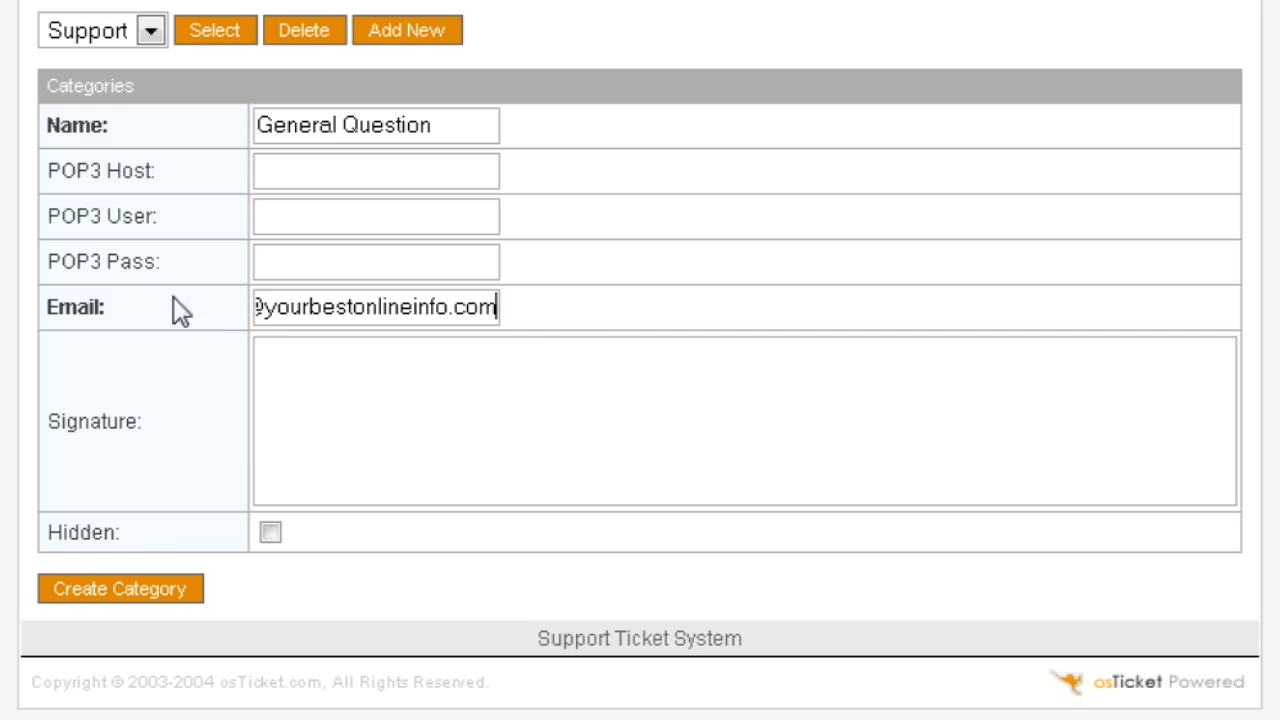 Support Select Delete Add New
Categories
Name: General Question
POP3 Host:
POP3 User:
POP3 Pass:
Email: @yourbestonlineinfo.com
Signature:
Hidden:
Create Category
Support Ticket System
Copyright © 2003-2004 osTicket.com, All Rights Reserved. osTicket Powered